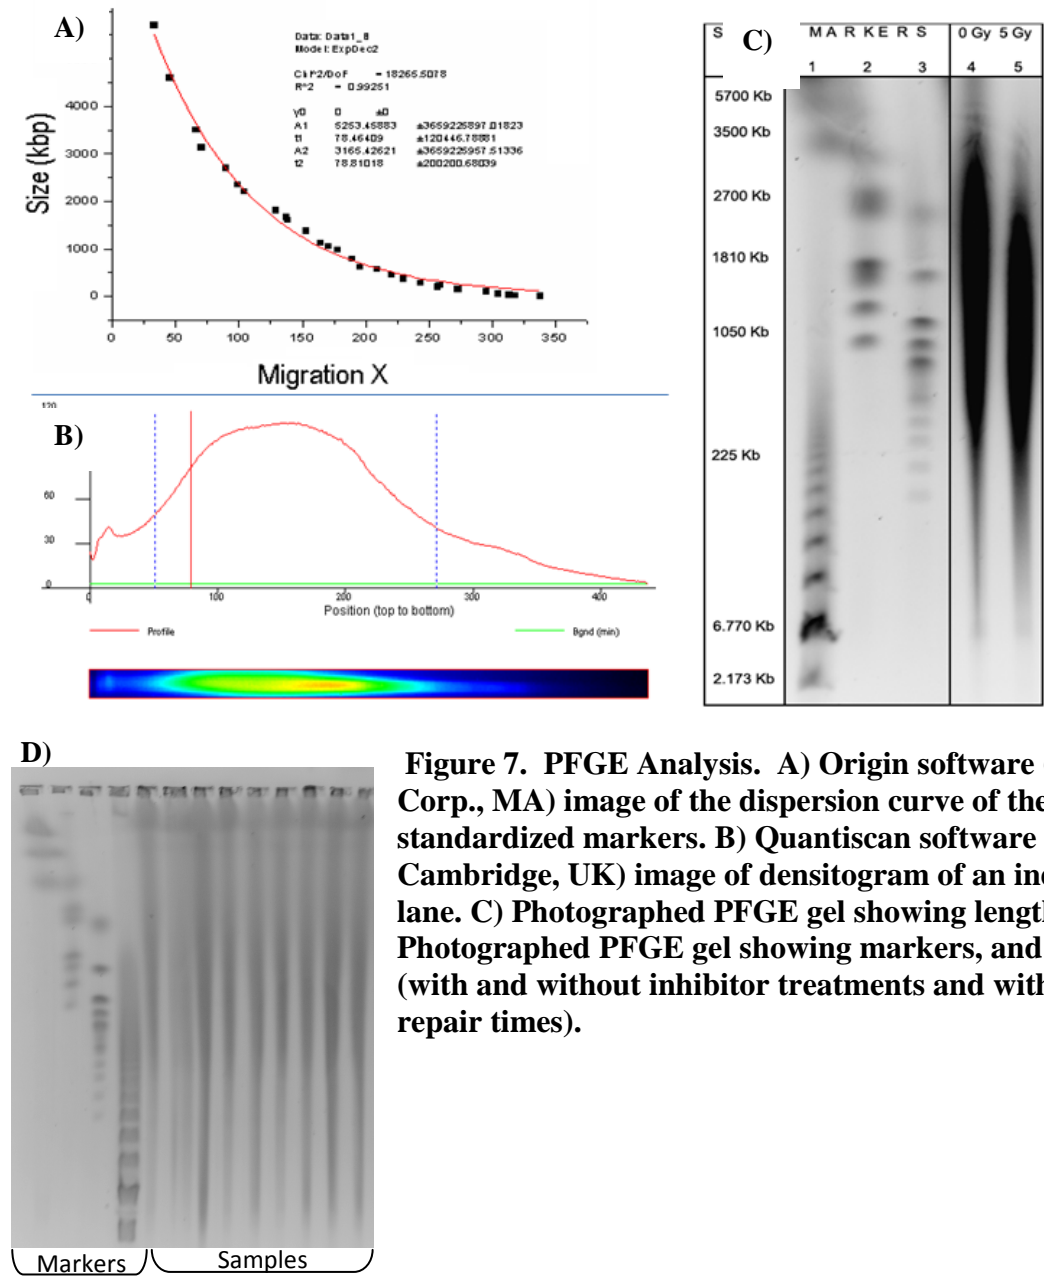 A)
Data: Data1_B
Model: ExpDec2
R^2 = 0.99251
y0 0 ±0
A1 5253.45883 ±3659225897.01823
t1 78.46409 ±120446.78881
A2 3165.42621 ±3659225957.51336
t2 78.81018 ±200200.68039
Size (kbp)
4000
3000
2000
1000
0
0 50 100 150 200 250 300 350
Migration X
B)
120
60
30
0
0 100 200 300 400
Position (top to bottom)
Profile
Bgnd (min)
C)
S MARKERS 0 Gy 5 Gy
1 2 3 4 5
5700 Kb
3500 Kb
2700 Kb
1810 Kb
1050 Kb
225 Kb
6.770 Kb
2.173 Kb
D)
Markers Samples
Figure 7. PFGE Analysis. A) Origin software
Corp., MA) image of the dispersion curve of the
standardized markers. B) Quantiscan software
Cambridge, UK) image of densitogram of an
lane. C) Photographed PFGE gel showing
Photographed PFGE gel showing markers, and
(with and without inhibitor treatments and with
repair times).